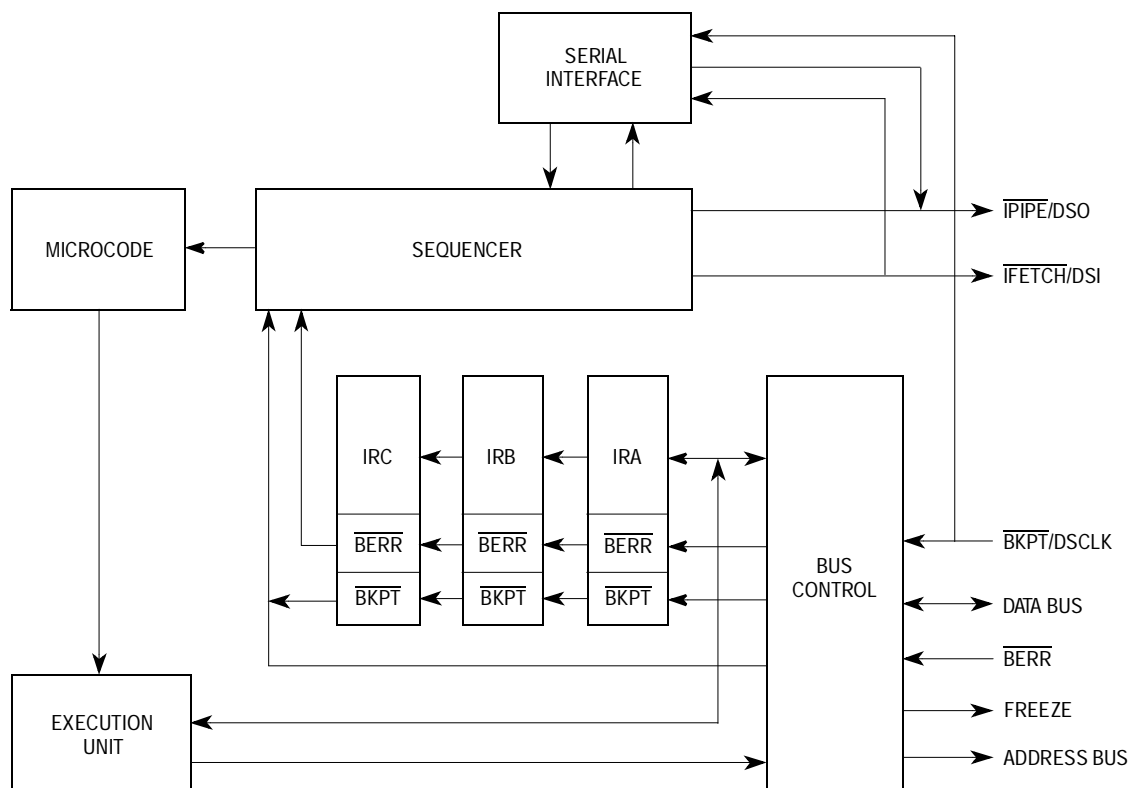 SERIAL
INTERFACE
MICROCODE
SEQUENCER
IPIPE/DSO
IFETCH/DSI
IRC
IRB
IRA
BERR
BERR
BERR
BKPT
BKPT
BKPT
BUS
CONTROL
BKPT/DSCLK
DATA BUS
BERR
FREEZE
ADDRESS BUS
EXECUTION
UNIT